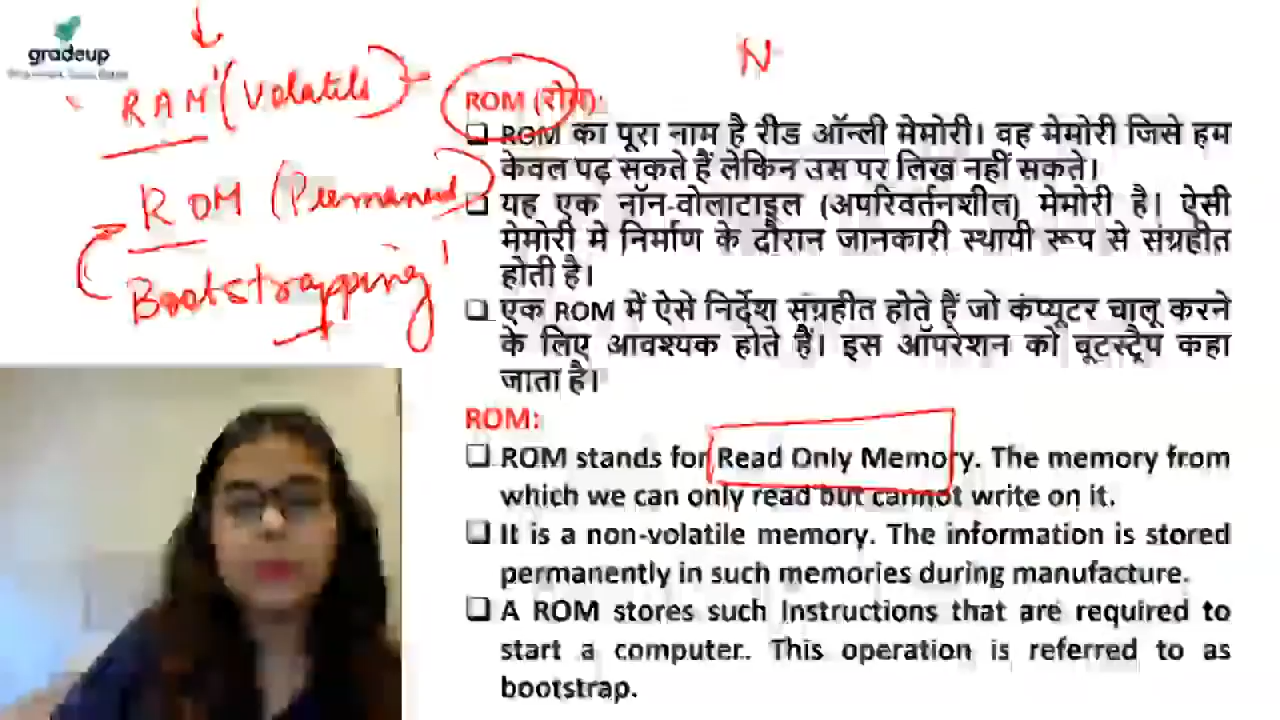 gradeup
RAM (Volatile)
ROM (Permanent)
Bootstrapping
N
ROM (रोम):
❑ ROM का पूरा नाम है रीड ऑन्ली मेमोरी। वह मेमोरी जिसे हम
केवल पढ़ सकते हैं लेकिन उस पर लिख नहीं सकते।
❑ यह एक नॉन-वोलाटाइल (अपरिवर्तनशील) मेमोरी है। ऐसी
मेमोरी मे निर्माण के दौरान जानकारी स्थायी रूप से संग्रहीत
होती है।
❑ एक ROM में ऐसे निर्देश संग्रहीत होते हैं जो कंप्यूटर चालू करने
के लिए आवश्यक होते हैं। इस ऑपरेशन को बूटस्ट्रैप कहा
जाता है।
ROM:
❑ ROM stands for Read Only Memory. The memory from
which we can only read but cannot write on it.
❑ It is a non-volatile memory. The information is stored
permanently in such memories during manufacture.
❑ A ROM stores such instructions that are required to
start a computer.. This operation is referred to as
bootstrap.